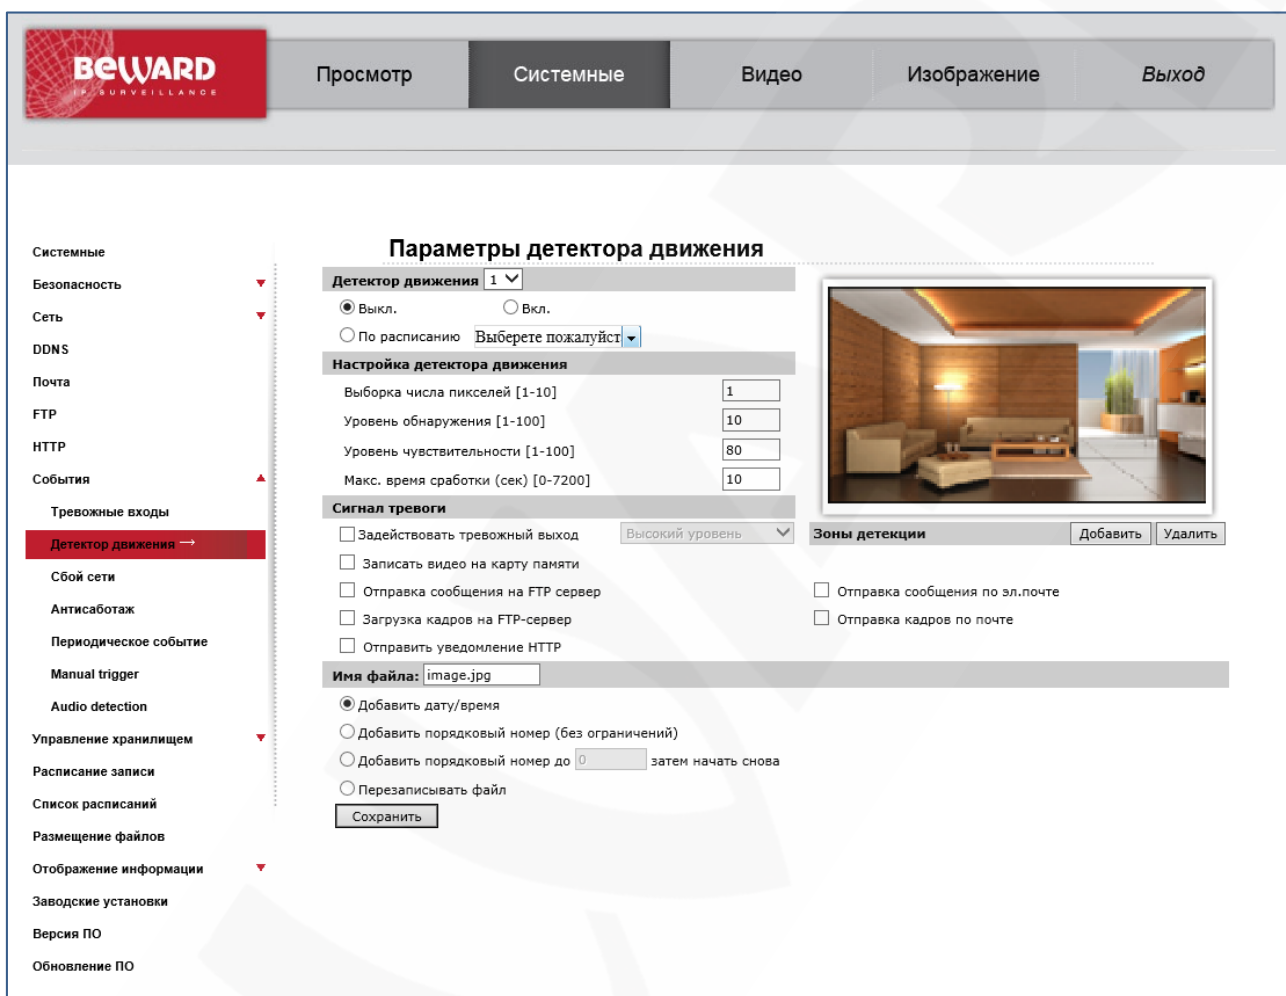 BEWARD
IP SURVEILLANCE
Просмотр
Системные
Видео
Изображение
Выход
Системные
Безопасность
Сеть
DDNS
Почта
FTP
HTTP
События
Тревожные входы
Детектор движения →
Сбой сети
Антисаботаж
Периодическое событие
Manual trigger
Audio detection
Управление хранилищем
Расписание записи
Список расписаний
Размещение файлов
Отображение информации
Заводские установки
Версия ПО
Обновление ПО
Параметры детектора движения
Детектор движения 1
Выкл. Вкл.
По расписанию Выберете пожалуйст
Настройка детектора движения
Выборка числа пикселей [1-10] 1
Уровень обнаружения [1-100] 10
Уровень чувствительности [1-100] 80
Макс. время сработки (сек) [0-7200] 10
Сигнал тревоги
Задействовать тревожный выход Высокий уровень
Зоны детекции Добавить Удалить
Записать видео на карту памяти
Отправка сообщения на FTP сервер Отправка сообщения по эл.почте
Загрузка кадров на FTP-сервер Отправка кадров по почте
Отправить уведомление HTTP
Имя файла: image.jpg
Добавить дату/время
Добавить порядковый номер (без ограничений)
Добавить порядковый номер до 0 затем начать снова
Перезаписывать файл
Сохранить